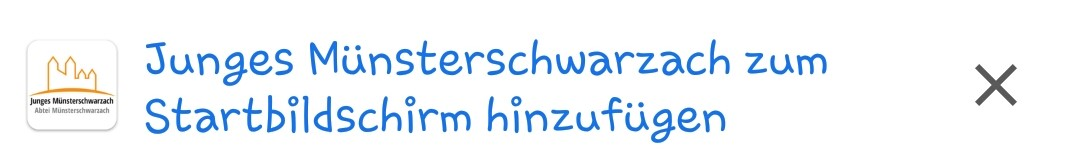 Junges Münsterschwarzach
Abtei Münsterschwarzach
Junges Münsterschwarzach zum
Startbildschirm hinzufügen